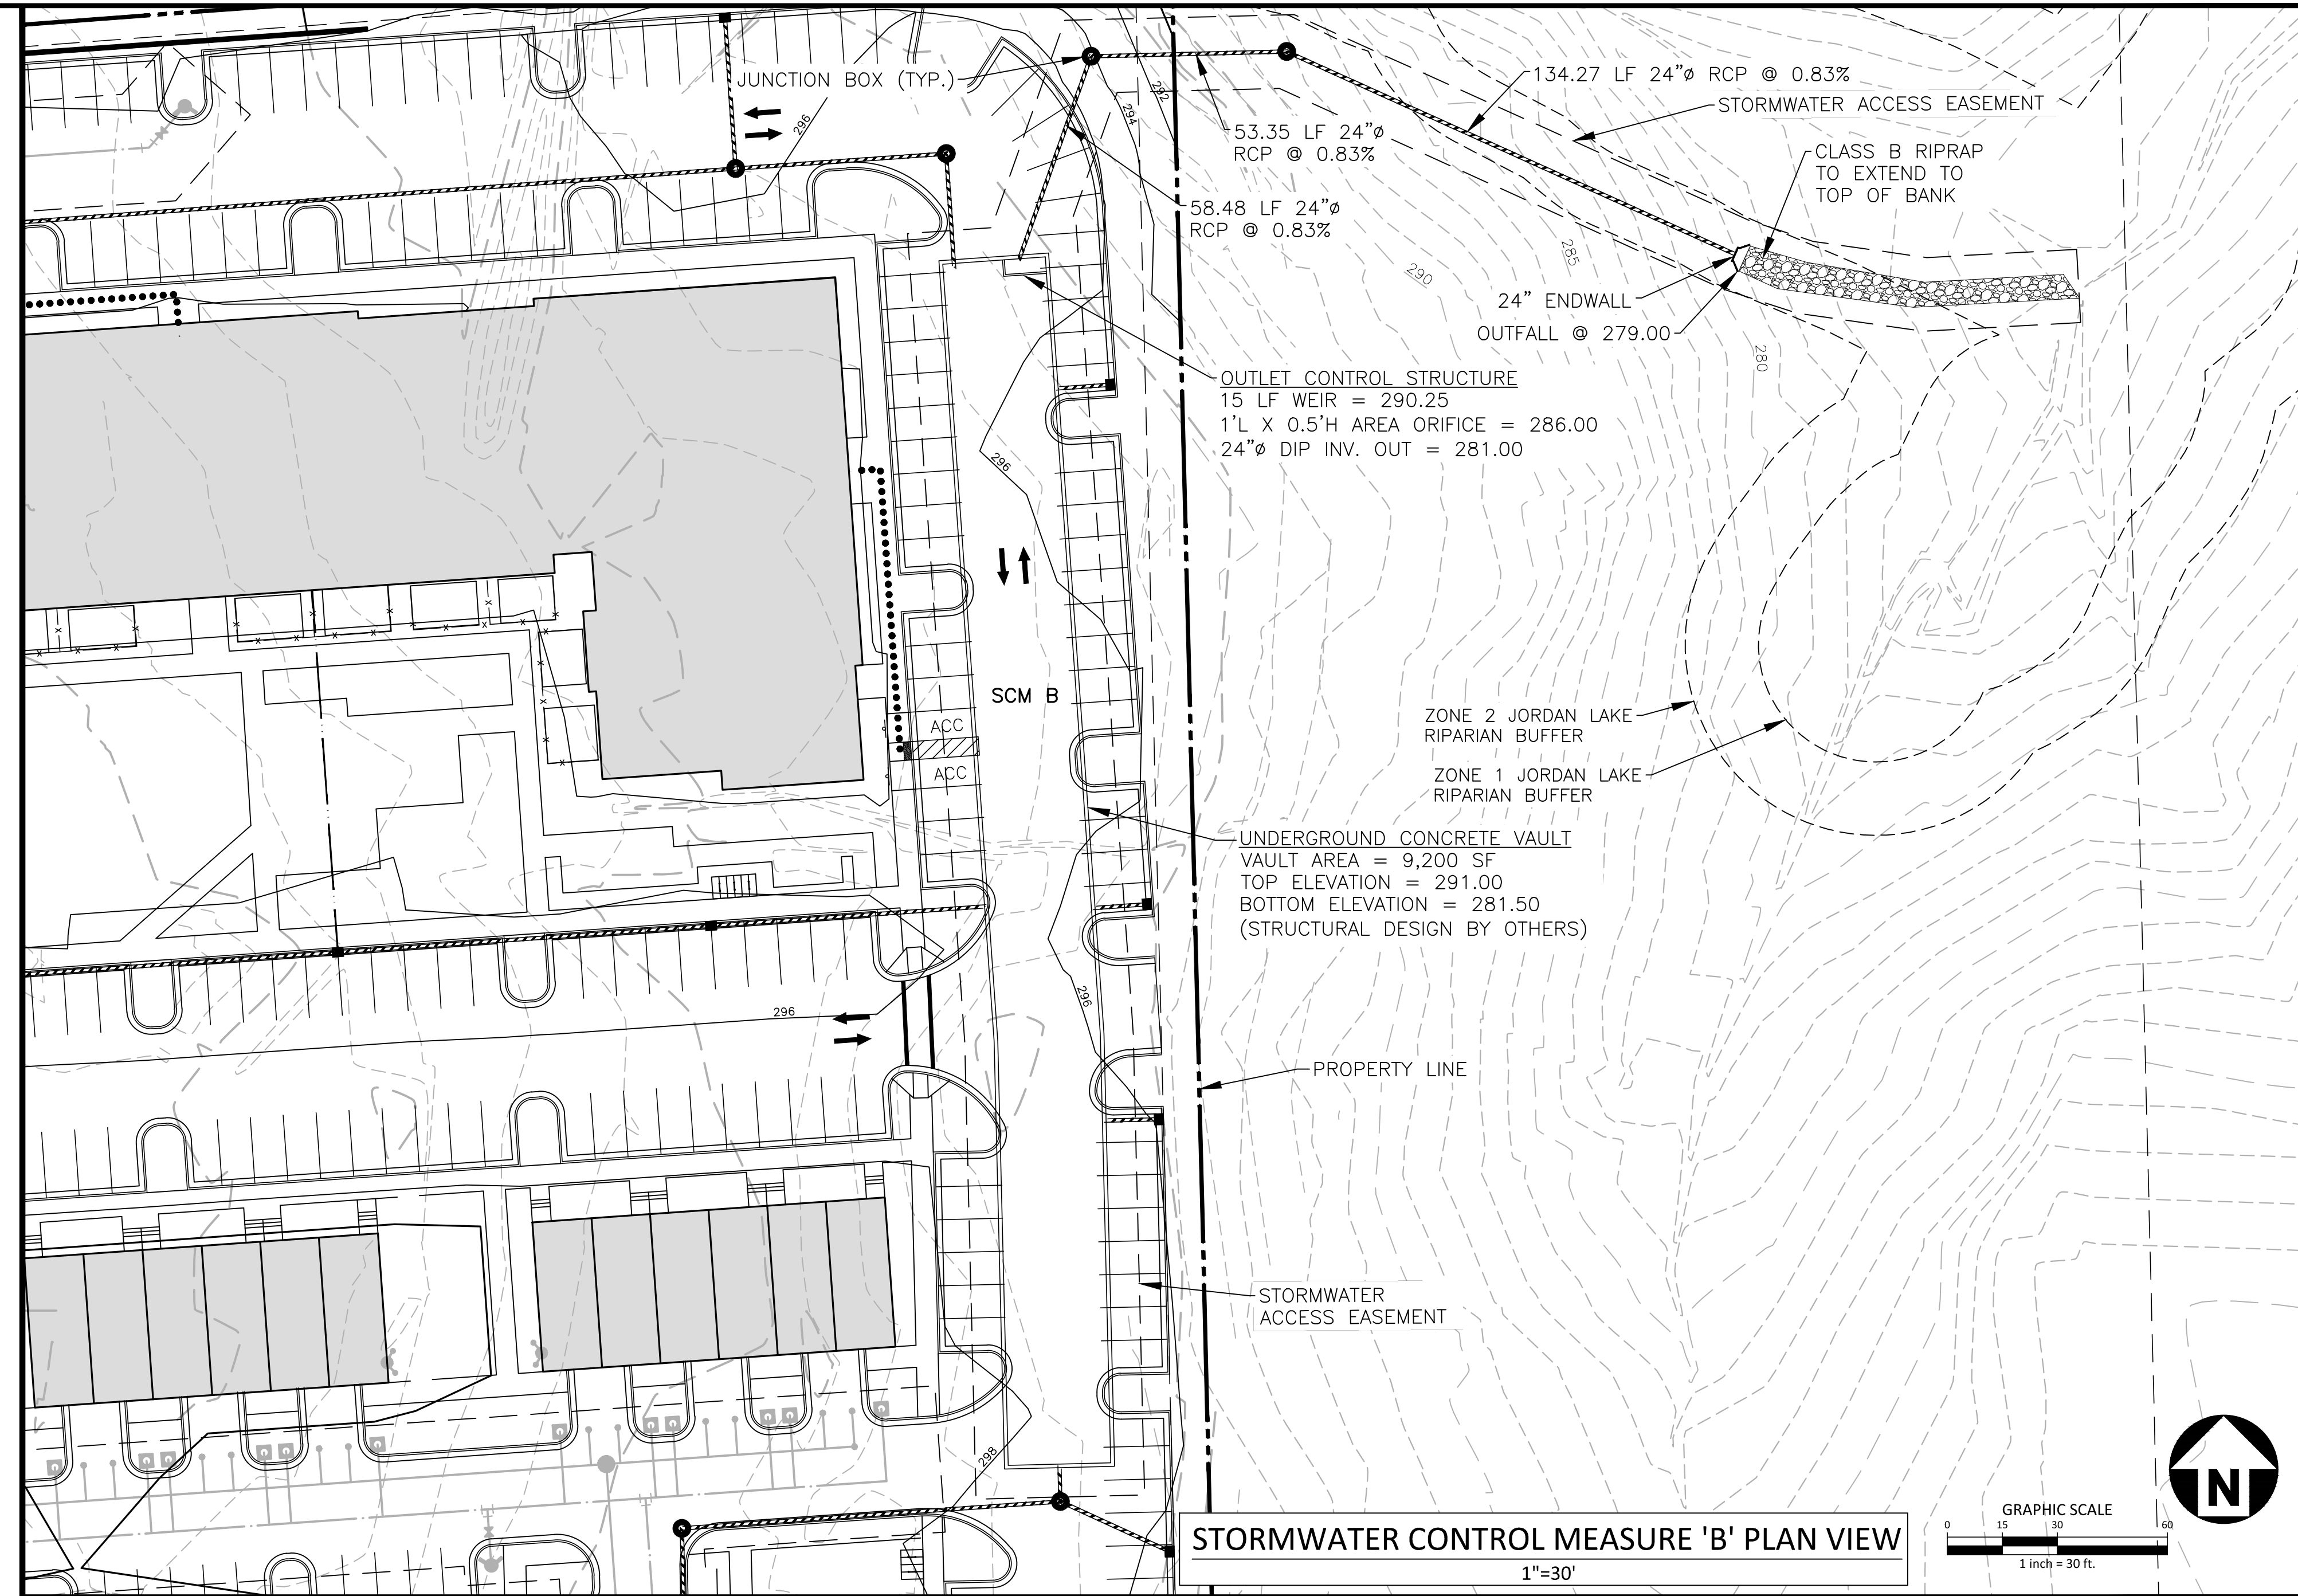 JUNCTION BOX (TYP.)
296
294
292
134.27 LF 24"ø RCP @ 0.83%
STORMWATER ACCESS EASEMENT
53.35 LF 24"ø
RCP @ 0.83%
CLASS B RIPRAP
TO EXTEND TO
TOP OF BANK
58.48 LF 24"ø
RCP @ 0.83%
285
290
24" ENDWALL
OUTFALL @ 279.00
280
OUTLET CONTROL STRUCTURE
15 LF WEIR = 290.25
1'L X 0.5'H AREA ORIFICE = 286.00
24"ø DIP INV. OUT = 281.00
296
SCM B
ACC
ACC
ZONE 2 JORDAN LAKE
RIPARIAN BUFFER
ZONE 1 JORDAN LAKE
RIPARIAN BUFFER
UNDERGROUND CONCRETE VAULT
VAULT AREA = 9,200 SF
TOP ELEVATION = 291.00
BOTTOM ELEVATION = 281.50
(STRUCTURAL DESIGN BY OTHERS)
296
296
PROPERTY LINE
STORMWATER
ACCESS EASEMENT
298
STORMWATER CONTROL MEASURE 'B' PLAN VIEW
1"=30'
GRAPHIC SCALE
0 15 30 60
1 inch = 30 ft.
N